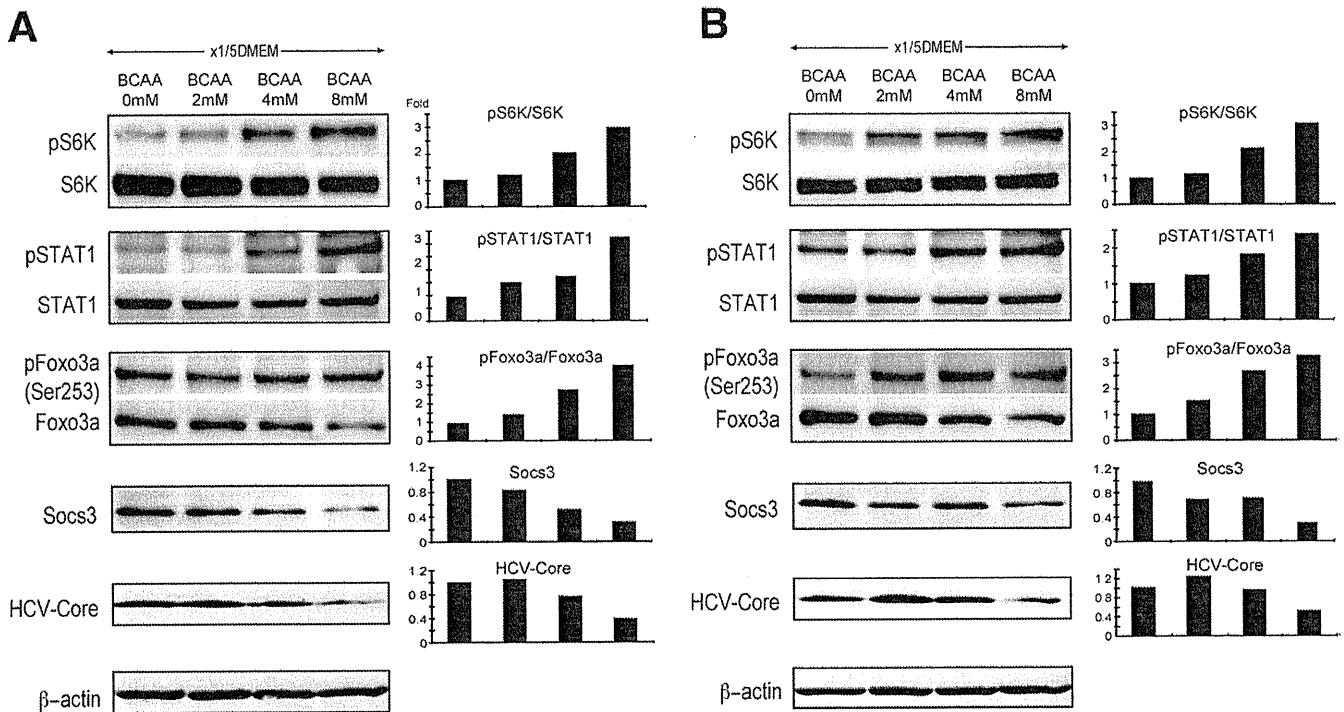 A
x1/5DMEM
BCAA BCAA BCAA BCAA
0mM 2mM 4mM 8mM
Fold
pS6K
S6K
pS6K/S6K
3
2
1
0
pSTAT1
STAT1
pSTAT1/STAT1
3
2
1
0
pFoxo3a
(Ser253)
Foxo3a
pFoxo3a/Foxo3a
4
3
2
1
0
Socs3
Socs3
1.2
0.8
0.4
0
HCV-Core
HCV-Core
1.2
0.8
0.4
0
β-actin
B
x1/5DMEM
BCAA BCAA BCAA BCAA
0mM 2mM 4mM 8mM
pS6K
S6K
pS6K/S6K
3
2
1
0
pSTAT1
STAT1
pSTAT1/STAT1
2
1
0
pFoxo3a
(Ser253)
Foxo3a
pFoxo3a/Foxo3a
3
2
1
0
Socs3
Socs3
1.2
0.8
0.4
0
HCV-Core
HCV-Core
1.2
0.8
0.4
0
β-actin